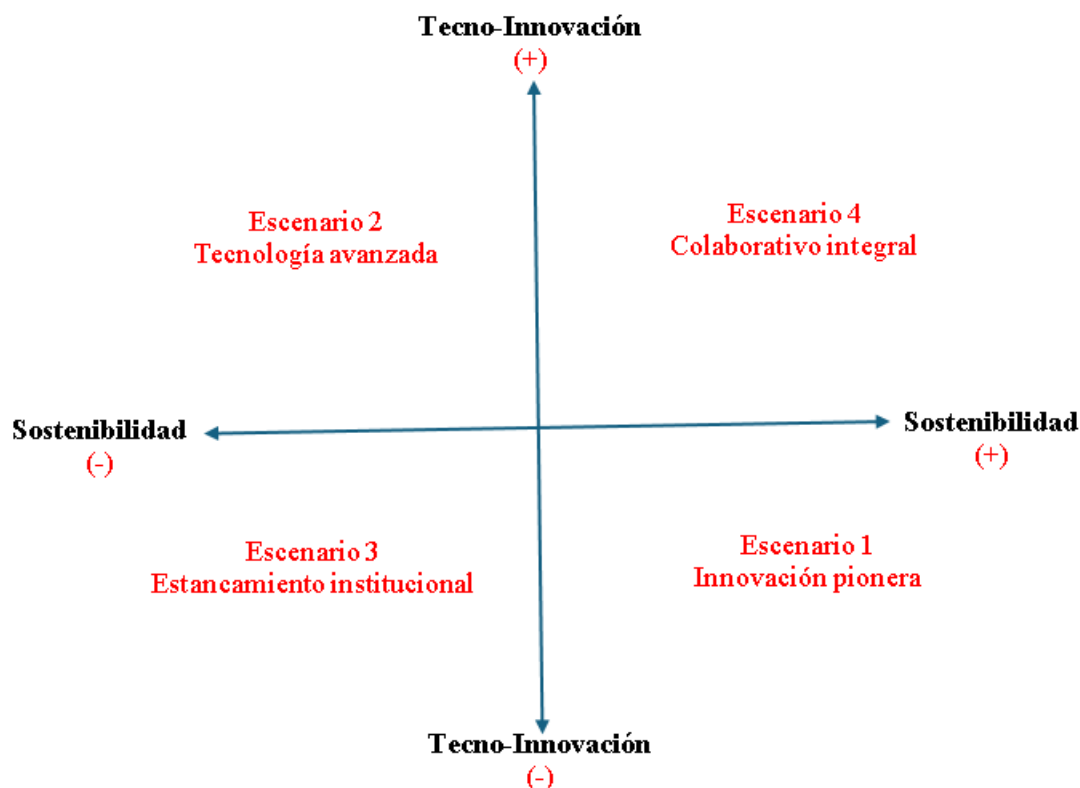 Tecno-Innovación
(+)
Escenario 2
Tecnología avanzada
Escenario 4
Colaborativo integral
Sostenibilidad
(-)
Sostenibilidad
(+)
Escenario 3
Estancamiento institucional
Escenario 1
Innovación pionera
Tecno-Innovación
(-)